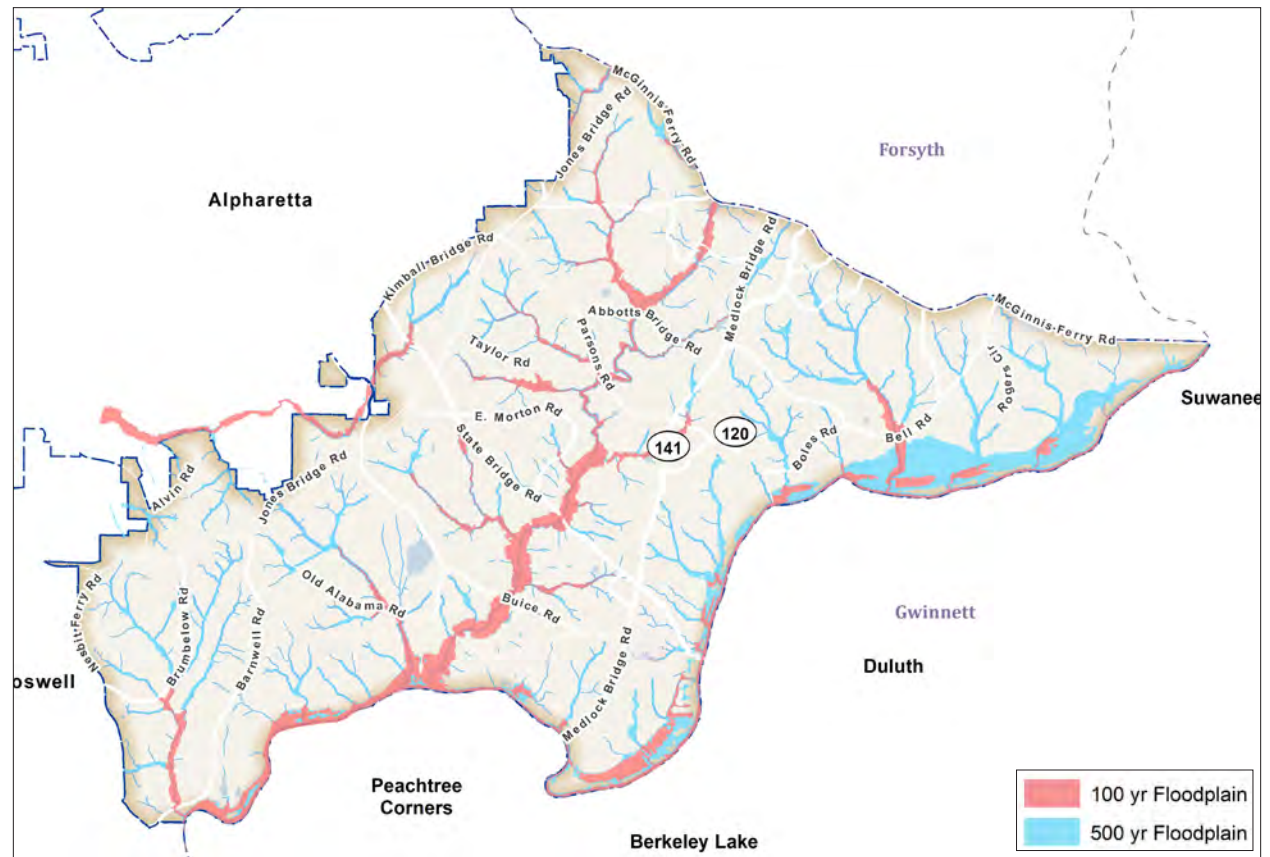 McGinnis-Ferry Rd
Jones Bridge Rd
Forsyth
Alpharetta
Kimball-Bridge Rd
Medlock Bridge Rd
Abbotts Bridge Rd
McGinnis-Ferry Rd
Parsons Rd
Taylor Rd
Rogers Cir
Suwanee
E. Morton Rd
State Bridge Rd
141
120
Bell Rd
Boles Rd
Alvin Rd
Jones Bridge Rd
Old Alabama Rd
Buice Rd
Nesbit-Ferry Rd
Brumbelow Rd
Barnwell Rd
Gwinnett
Duluth
oswell
Medlock Bridge Rd
Peachtree
Corners
Berkeley Lake
100 yr Floodplain
500 yr Floodplain